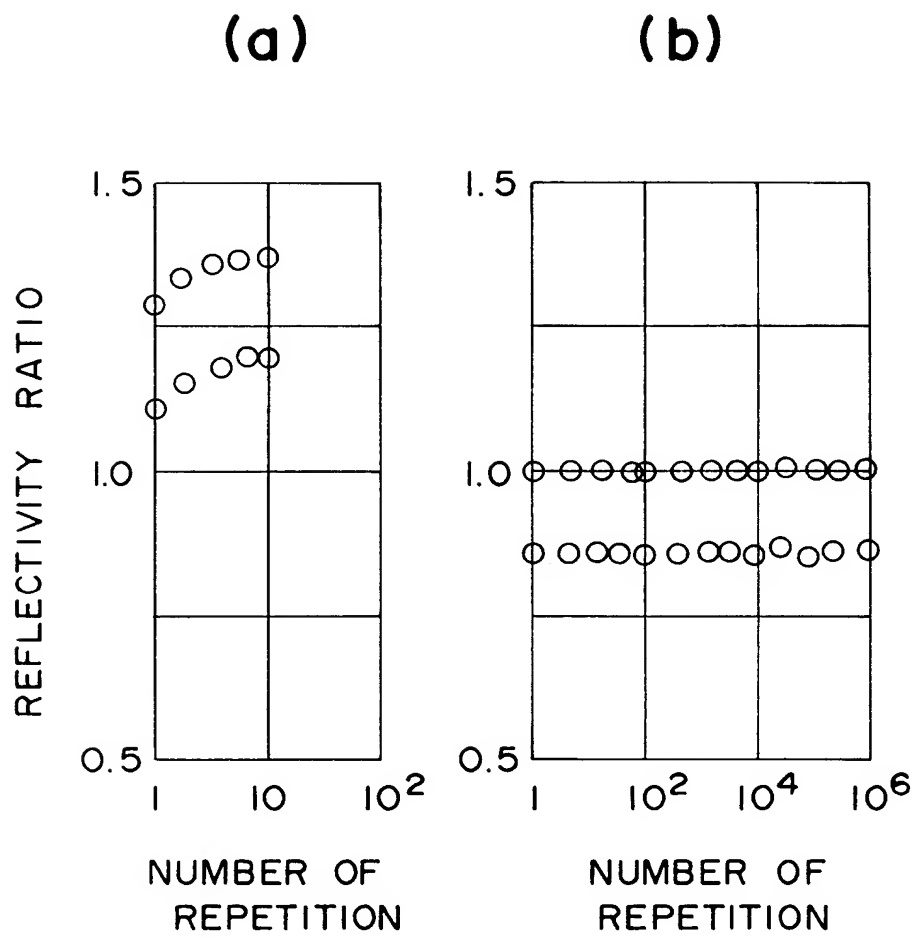 (a)
(b)
REFLECTIVITY RATIO
1.5
1.0
0.5
1 10 10²
NUMBER OF
REPETITION
1.5
1.0
0.5
1 10² 10⁴ 10⁶
NUMBER OF
REPETITION